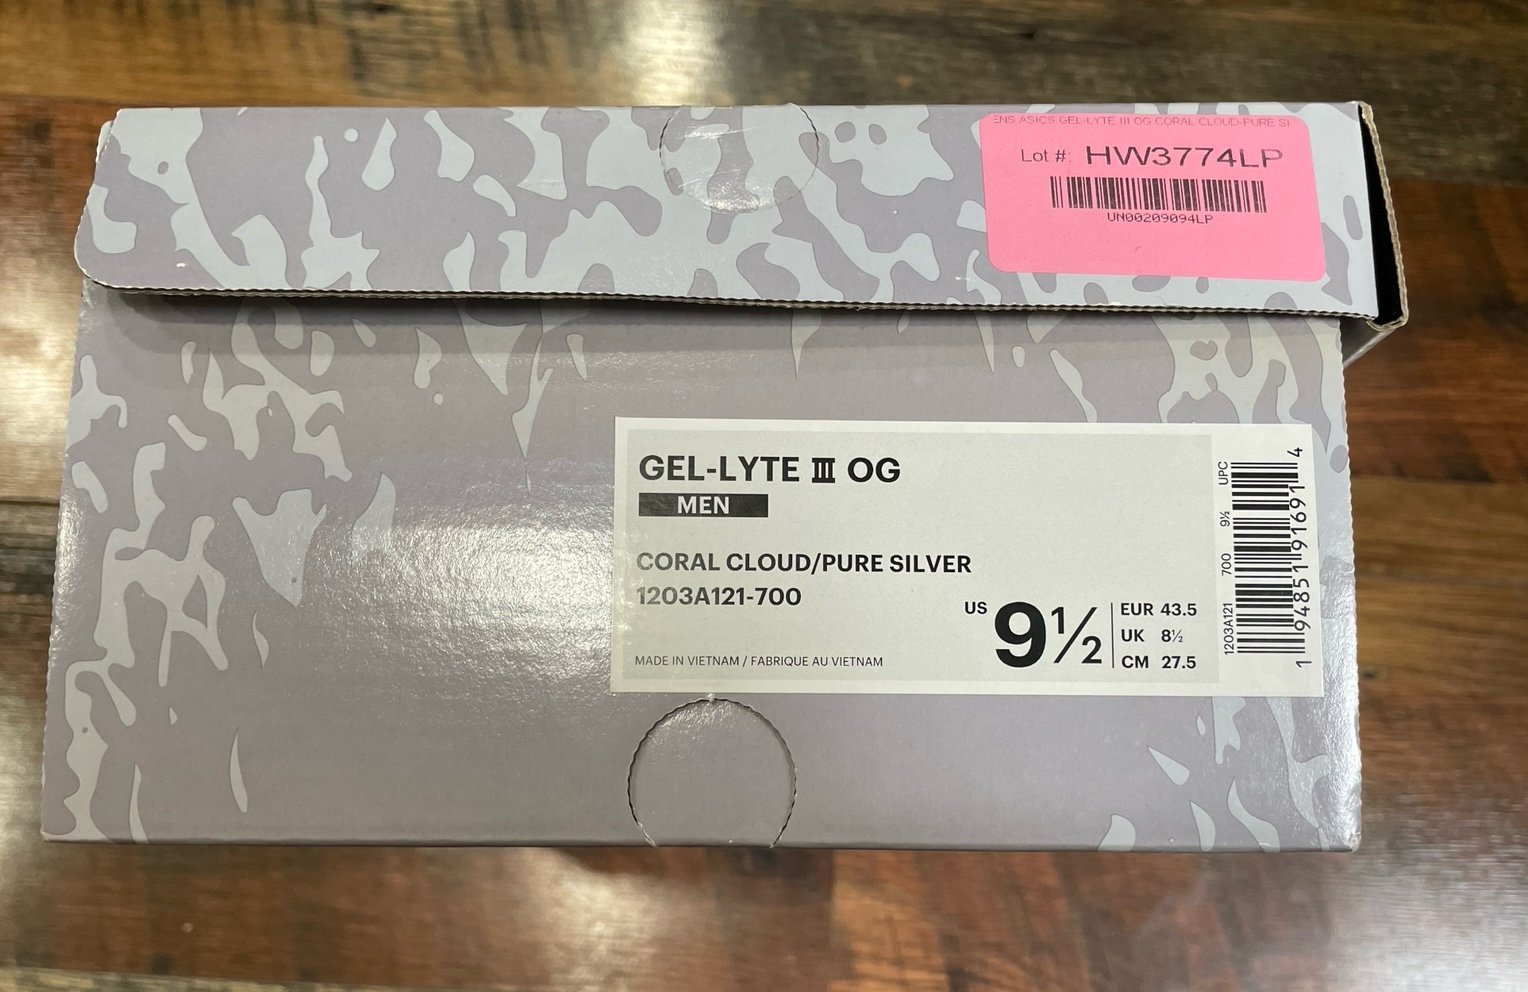 ENS ASICS GEL-LYTE III OG CORAL CLOUD-PURE SI
Lot #: HW3774LP
UN00209094LP
GEL-LYTE III OG
MEN
CORAL CLOUD/PURE SILVER
1203A121-700
MADE IN VIETNAM / FABRIQUE AU VIETNAM
US 9½
EUR 43.5
UK 8½
CM 27.5
1203A121 700 9½ UPC
1 94851 91691 4